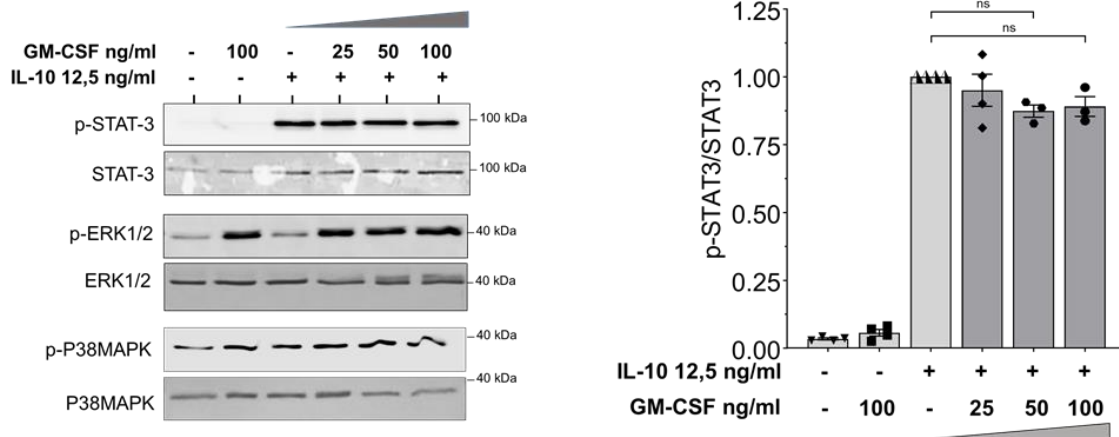 GM-CSF ng/ml - 100 - 25 50 100
IL-10 12,5 ng/ml - - + + + +
p-STAT-3 100 kDa
STAT-3 100 kDa
p-ERK1/2 40 kDa
ERK1/2 40 kDa
p-P38MAPK 40 kDa
P38MAPK 40 kDa
p-STAT3/STAT3
1.25
1.00
0.75
0.50
0.25
0.00
ns
ns
IL-10 12,5 ng/ml - - + + + +
GM-CSF ng/ml - 100 - 25 50 100